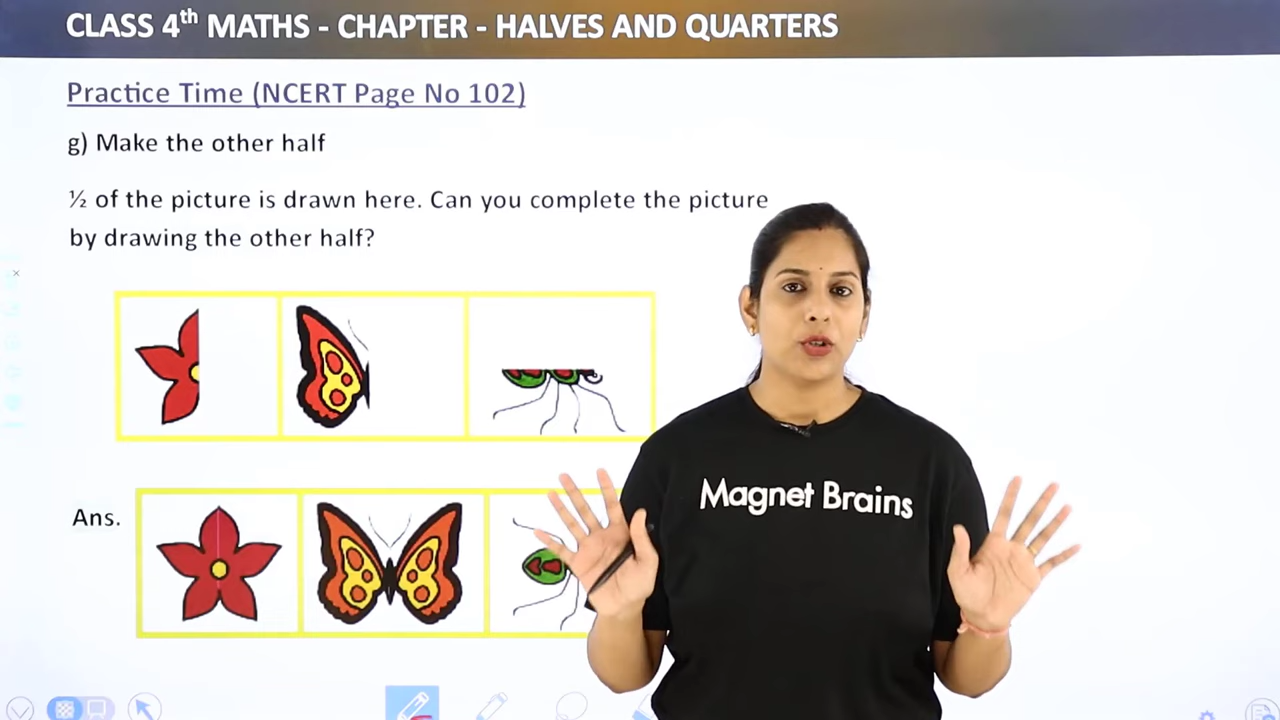 CLASS 4th MATHS - CHAPTER - HALVES AND QUARTERS
Practice Time (NCERT Page No 102)
g) Make the other half
½ of the picture is drawn here. Can you complete the picture
by drawing the other half?
Ans.
Magnet Brains